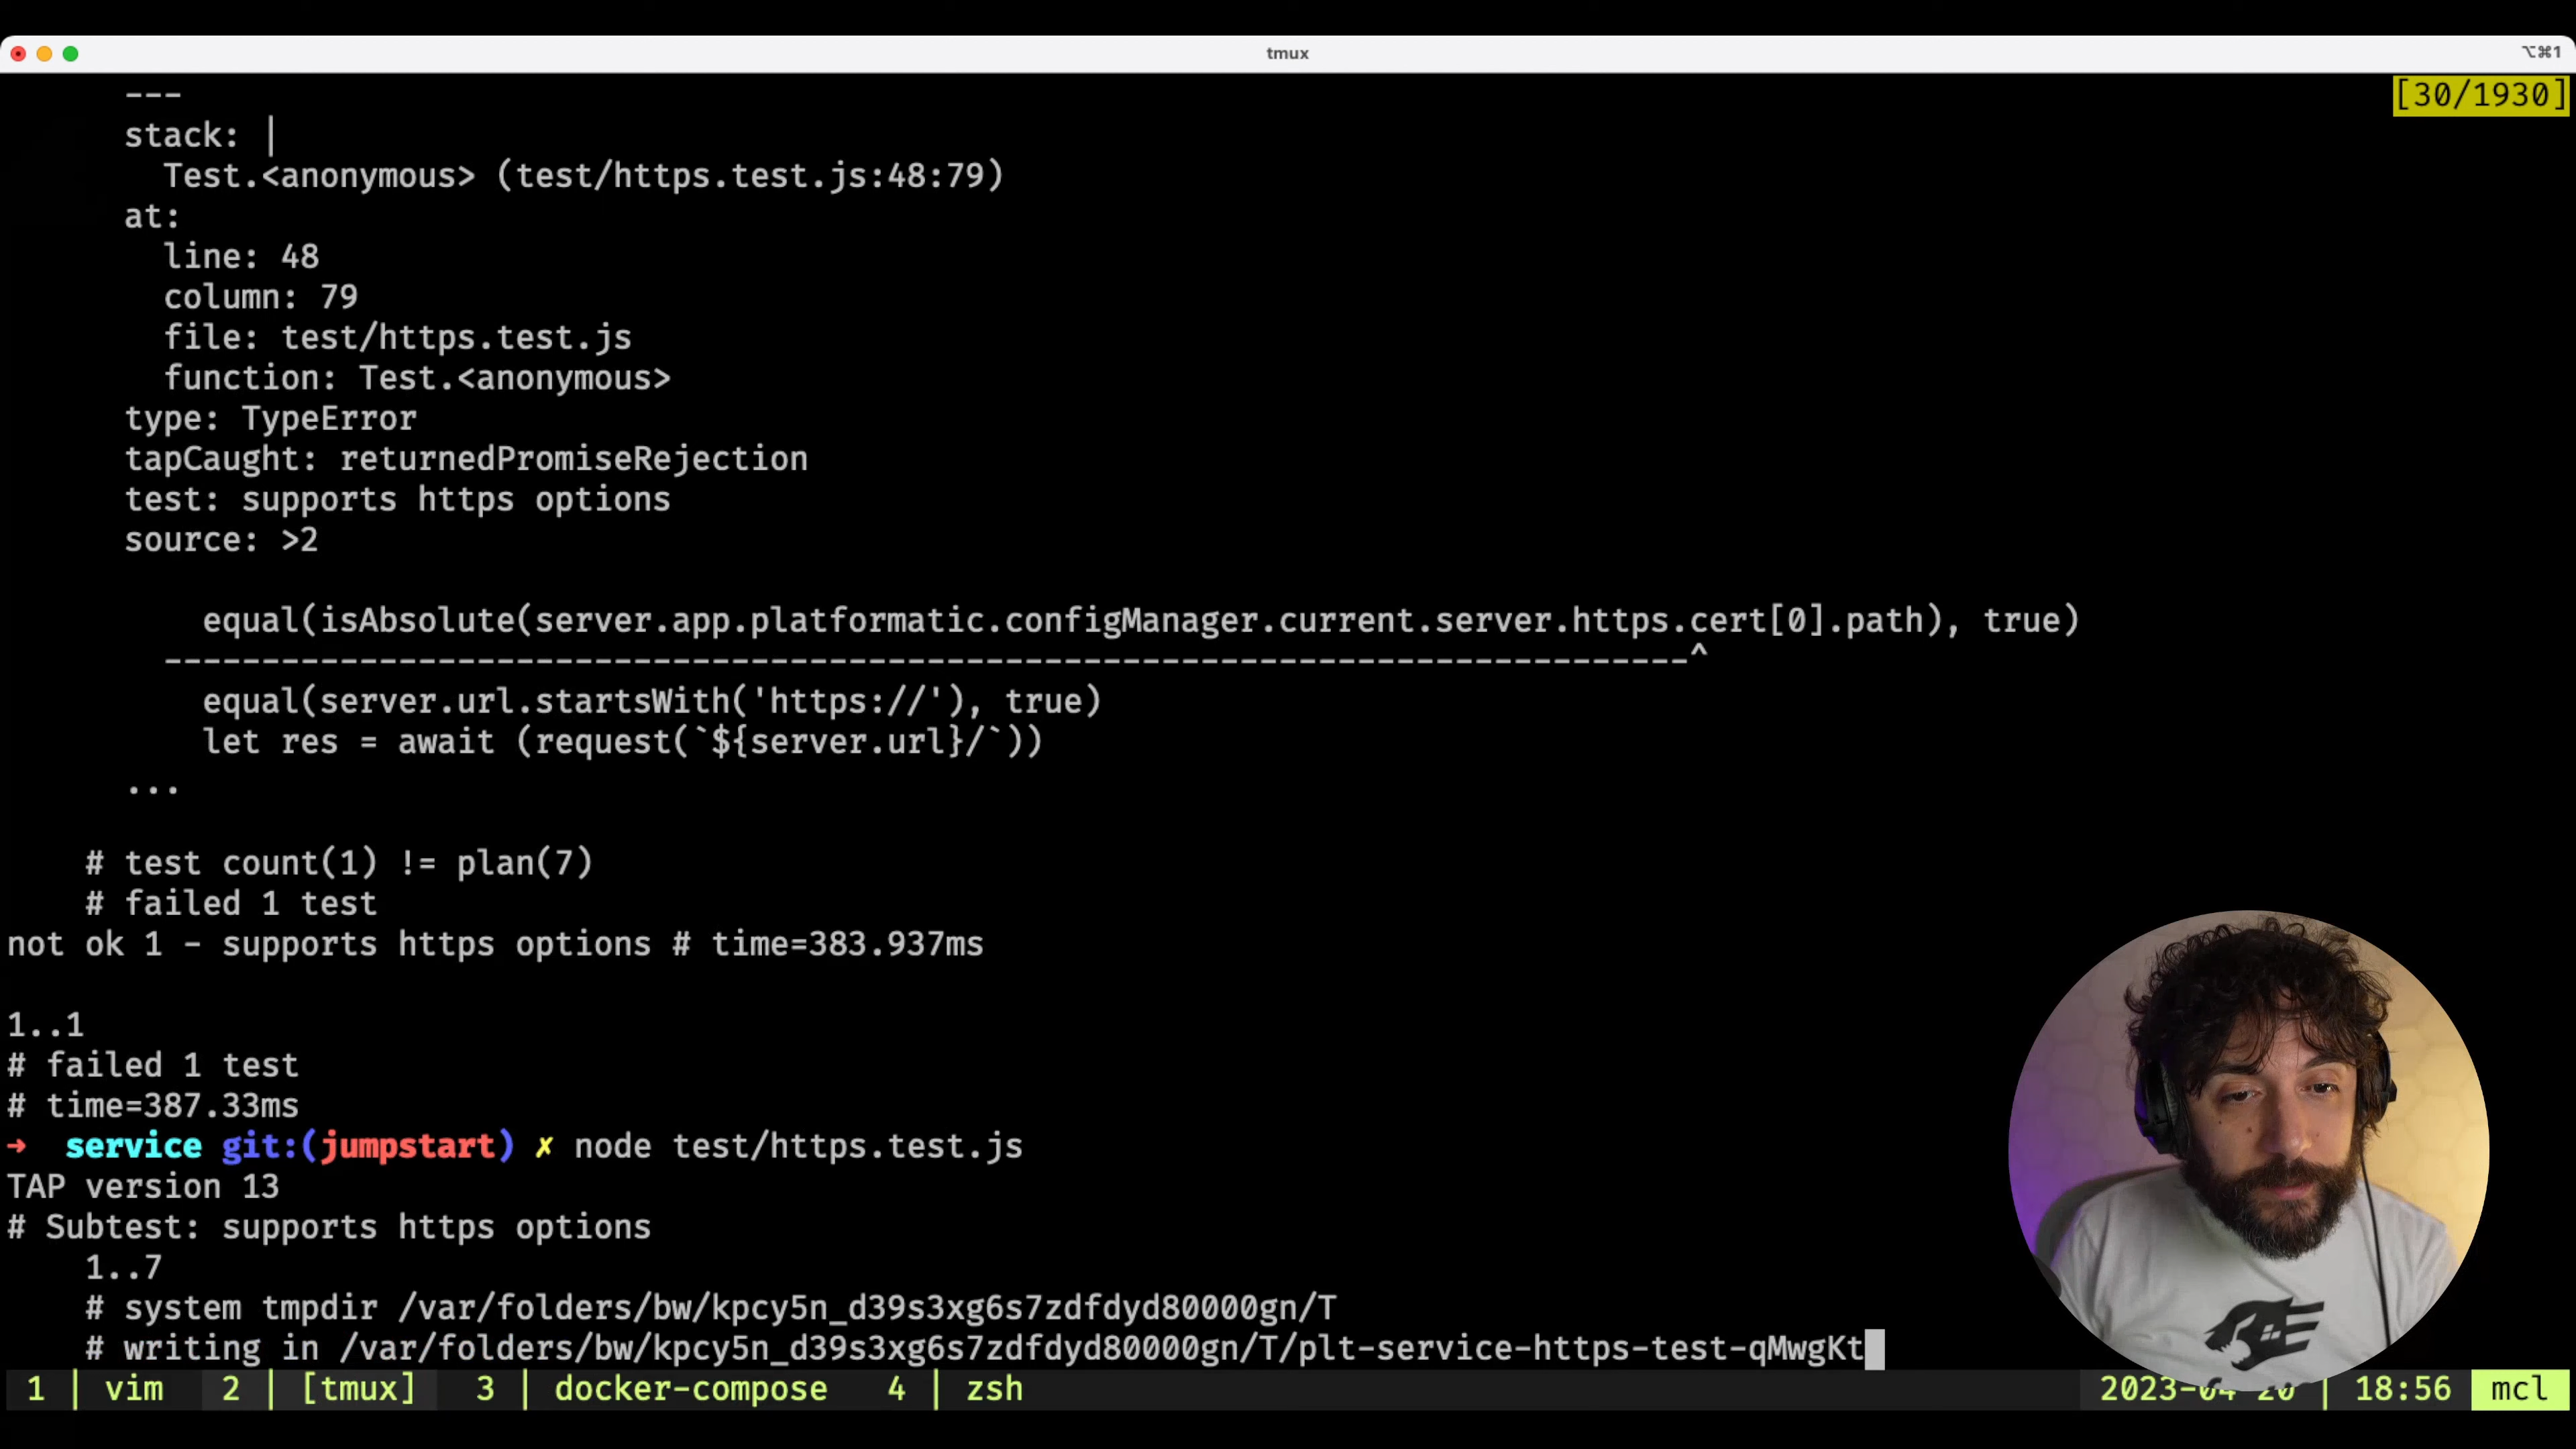 tmux
⌥⌘1
---
[30/1930]
stack: |
Test.<anonymous> (test/https.test.js:48:79)
at:
line: 48
column: 79
file: test/https.test.js
function: Test.<anonymous>
type: TypeError
tapCaught: returnedPromiseRejection
test: supports https options
source: >2
equal(isAbsolute(server.app.platformatic.configManager.current.server.https.cert[0].path), true)
------------------------------------------------------------------------------^
equal(server.url.startsWith('https://'), true)
let res = await (request(`${server.url}/`))
...
# test count(1) != plan(7)
# failed 1 test
not ok 1 - supports https options # time=383.937ms
1..1
# failed 1 test
# time=387.33ms
→ service git:(jumpstart) ✗ node test/https.test.js
TAP version 13
# Subtest: supports https options
1..7
# system tmpdir /var/folders/bw/kpcy5n_d39s3xg6s7zdfdyd80000gn/T
# writing in /var/folders/bw/kpcy5n_d39s3xg6s7zdfdyd80000gn/T/plt-service-https-test-qMwgKt
1 | vim 2 | [tmux] 3 | docker-compose 4 | zsh 2023-04 20 | 18:56 mcl